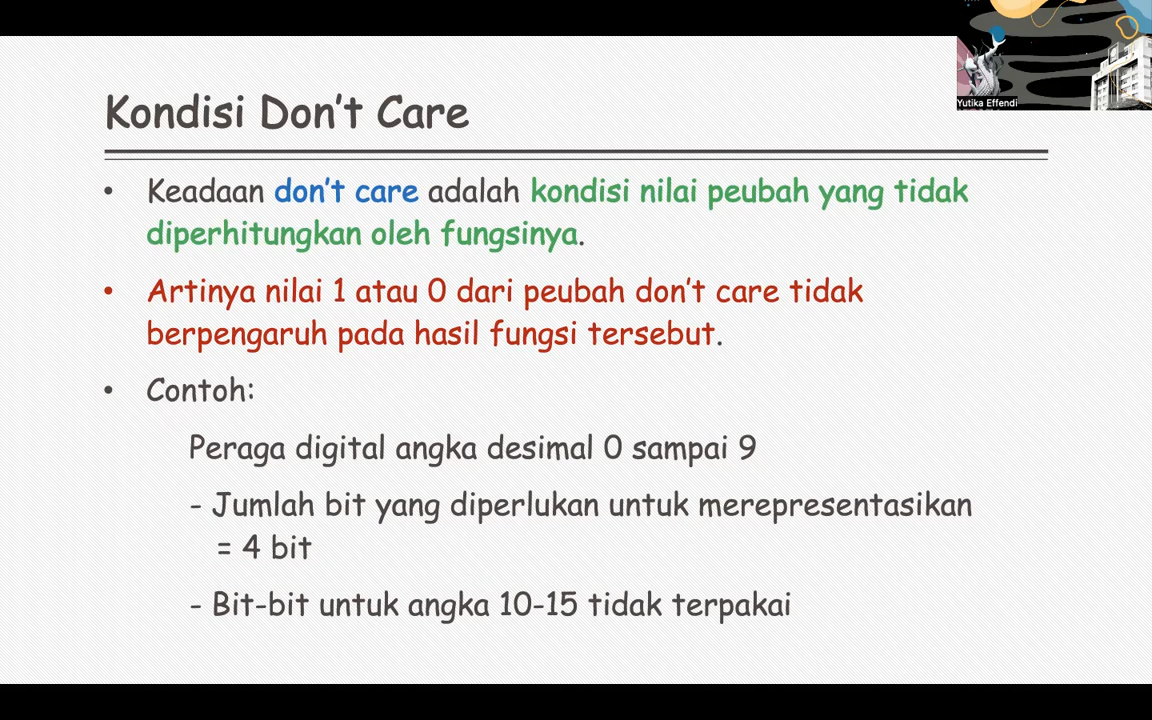 Yutika Effendi
Kondisi Don't Care
• Keadaan don't care adalah kondisi nilai peubah yang tidak
diperhitungkan oleh fungsinya.
• Artinya nilai 1 atau 0 dari peubah don't care tidak
berpengaruh pada hasil fungsi tersebut.
• Contoh:
Peraga digital angka desimal 0 sampai 9
- Jumlah bit yang diperlukan untuk merepresentasikan
= 4 bit
- Bit-bit untuk angka 10-15 tidak terpakai